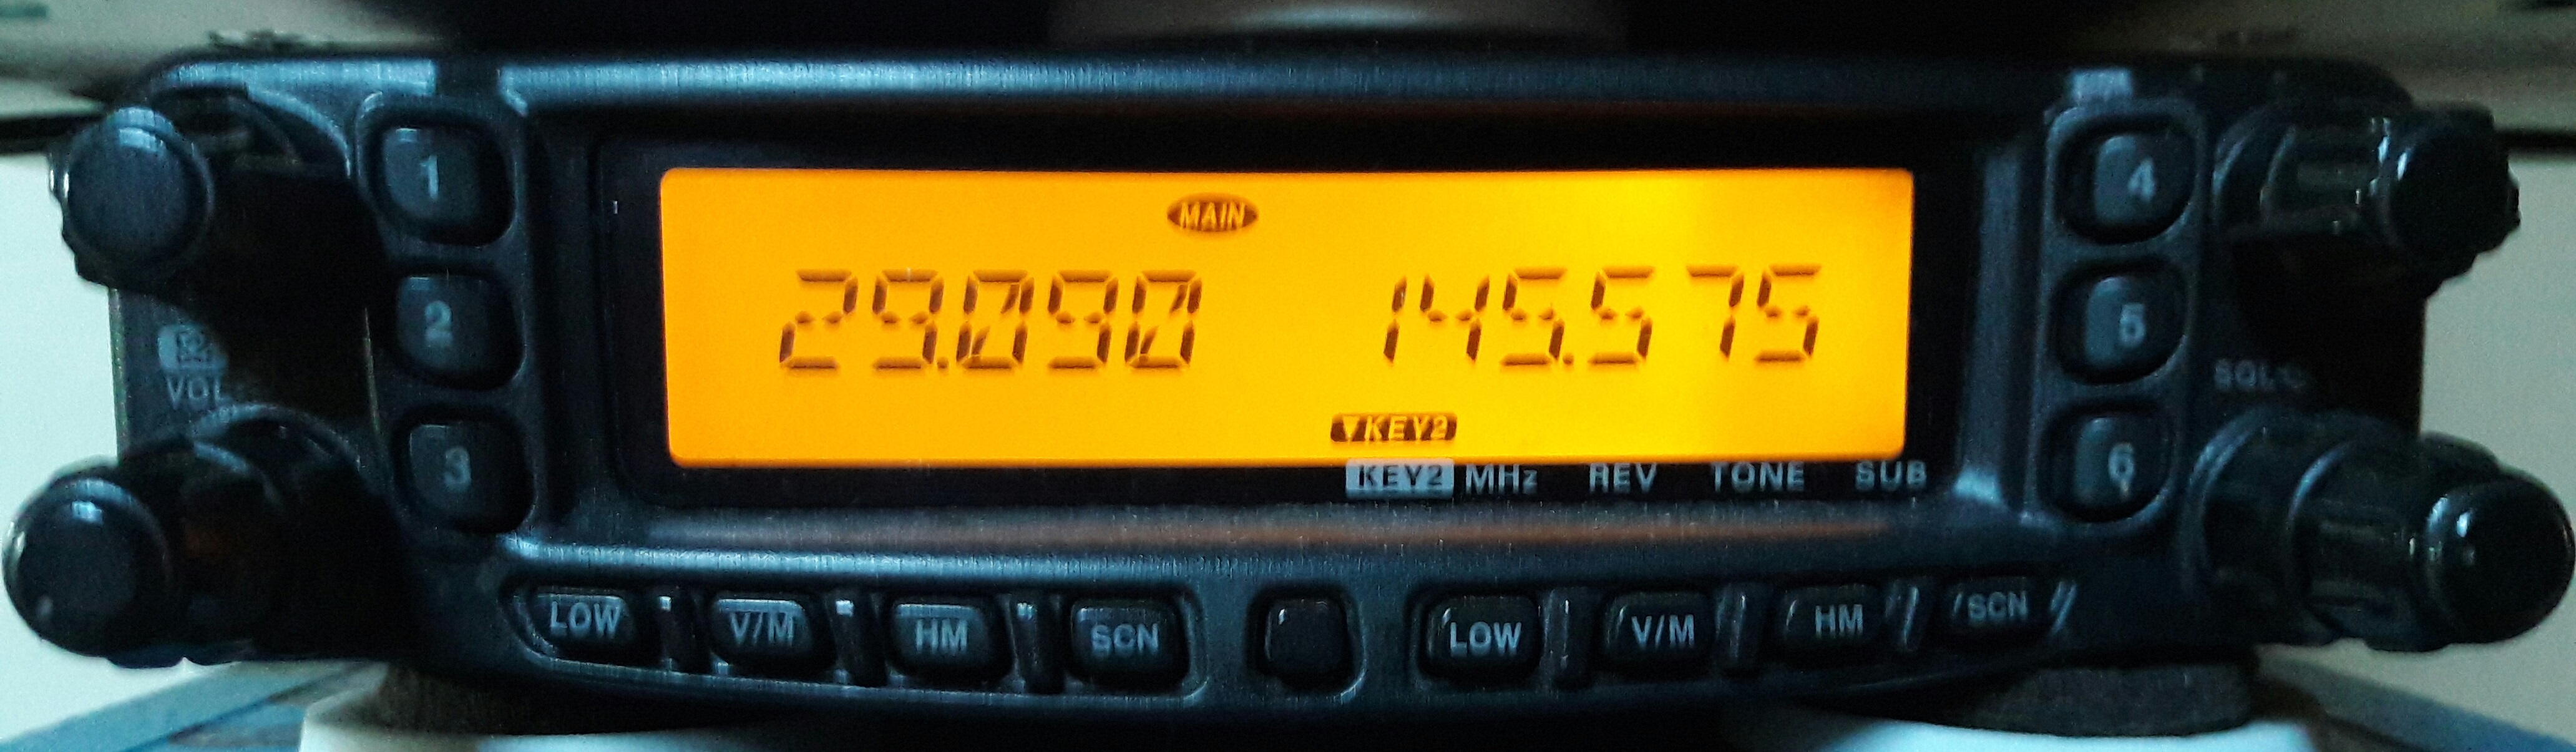 MAIN
29.090 145.575
▼KEY2
KEY2 MHz REV TONE SUB
1
2
3
VOL
4
5
6
SQL
LOW V/M HM SCN LOW V/M HM SCN